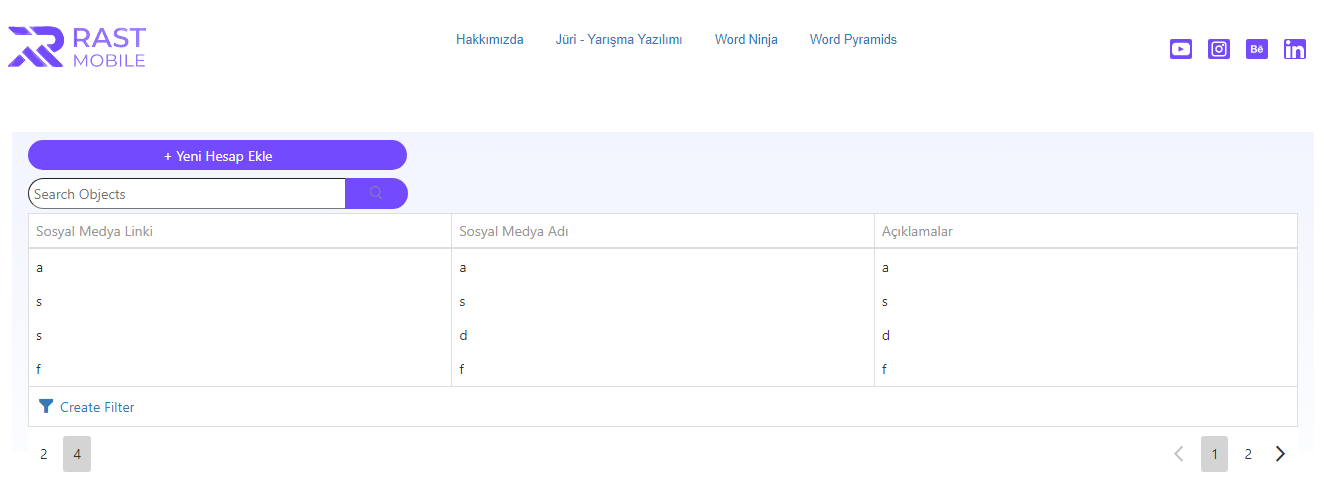 RAST
MOBILE
Hakkımızda Jüri - Yarışma Yazılımı Word Ninja Word Pyramids
Bē
in
+ Yeni Hesap Ekle
Search Objects
Sosyal Medya Linki Sosyal Medya Adı Açıklamalar
a a a
s s s
s d d
f f f
Create Filter
2 4 1 2